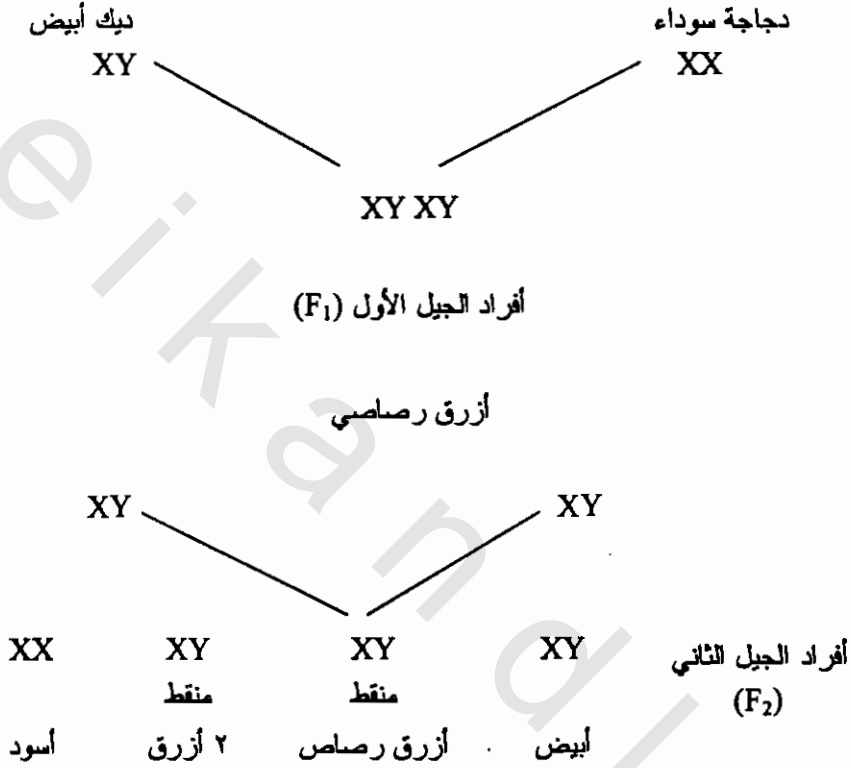 دجاجة سوداء ديك أبيض
XY XX
XY XY
أفراد الجيل الأول (F₁)
أزرق رصاصي
XY XY
أفراد الجيل الثاني XX XY XY XY
(F₂) منقط منقط
أبيض أزرق رصاص ٢ أزرق أسود
eikandl